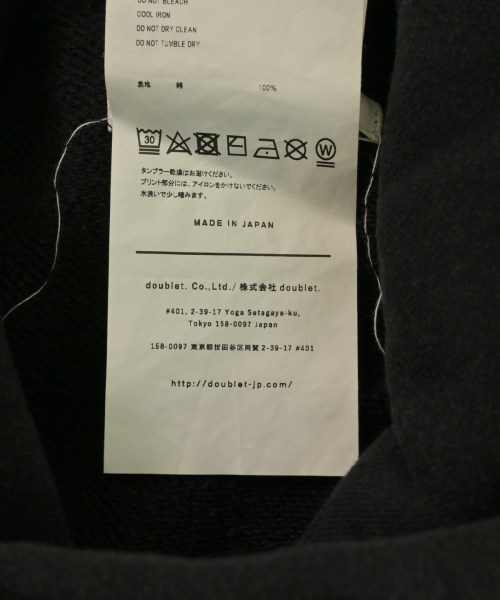 DO NOT BLEACH
COOL IRON
DO NOT DRY CLEAN
DO NOT TUMBLE DRY
表地 綿 100%
30 W
タンブラー乾燥はお避けください。
プリント部分には、アイロンをかけないでください。
水洗いで少し縮みます。
MADE IN JAPAN
doublet. Co.,Ltd./ 株式会社 doublet.
#401, 2-39-17 Yoga Setagaya-ku,
Tokyo 158-0097 Japan
158-0097 東京都世田谷区用賀 2-39-17 #401
http://doublet-jp.com/